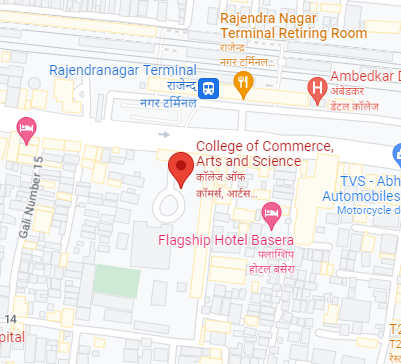 Rajendra Nagar
Terminal Retiring Room
राजेन्द्र
नगर टर्मिनल...
Rajendranagar Terminal
राजेन्द्र
नगर टर्मिनल
Ambedkar D
अंबेडकर
डेंटल कॉलेज
College of Commerce,
Arts and Science
कॉलेज ऑफ़
कॉमर्स, आर्टस...
Gali Number 15
TVS - Abh
Automobiles
Motorcycle d
Flagship Hotel Basera
फ्लाग्शिप
होटल बसेरा
14
pital
T2
T2
रेस्